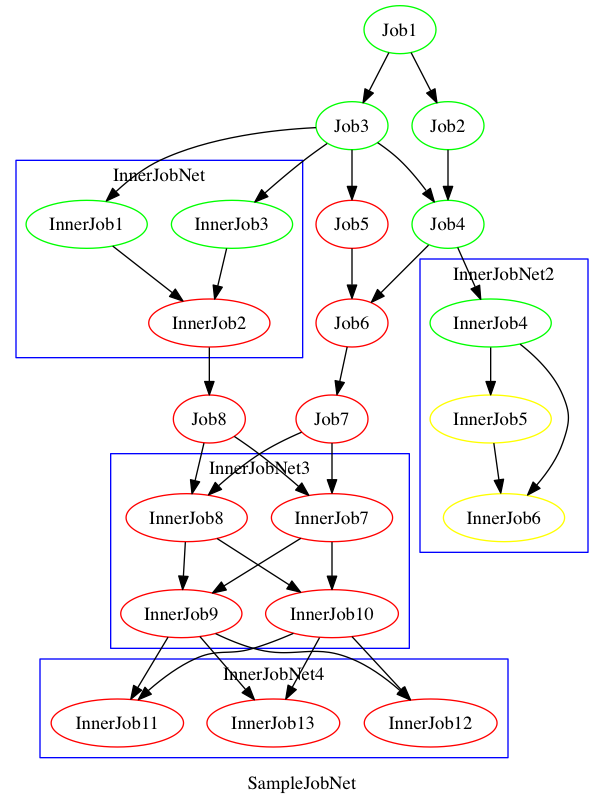 Job1
Job3
Job2
InnerJobNet
InnerJob1
InnerJob3
Job5
Job4
InnerJobNet2
InnerJob2
Job6
InnerJob4
Job8
Job7
InnerJob5
InnerJobNet3
InnerJob8
InnerJob7
InnerJob6
InnerJob9
InnerJob10
InnerJobNet4
InnerJob11
InnerJob13
InnerJob12
SampleJobNet